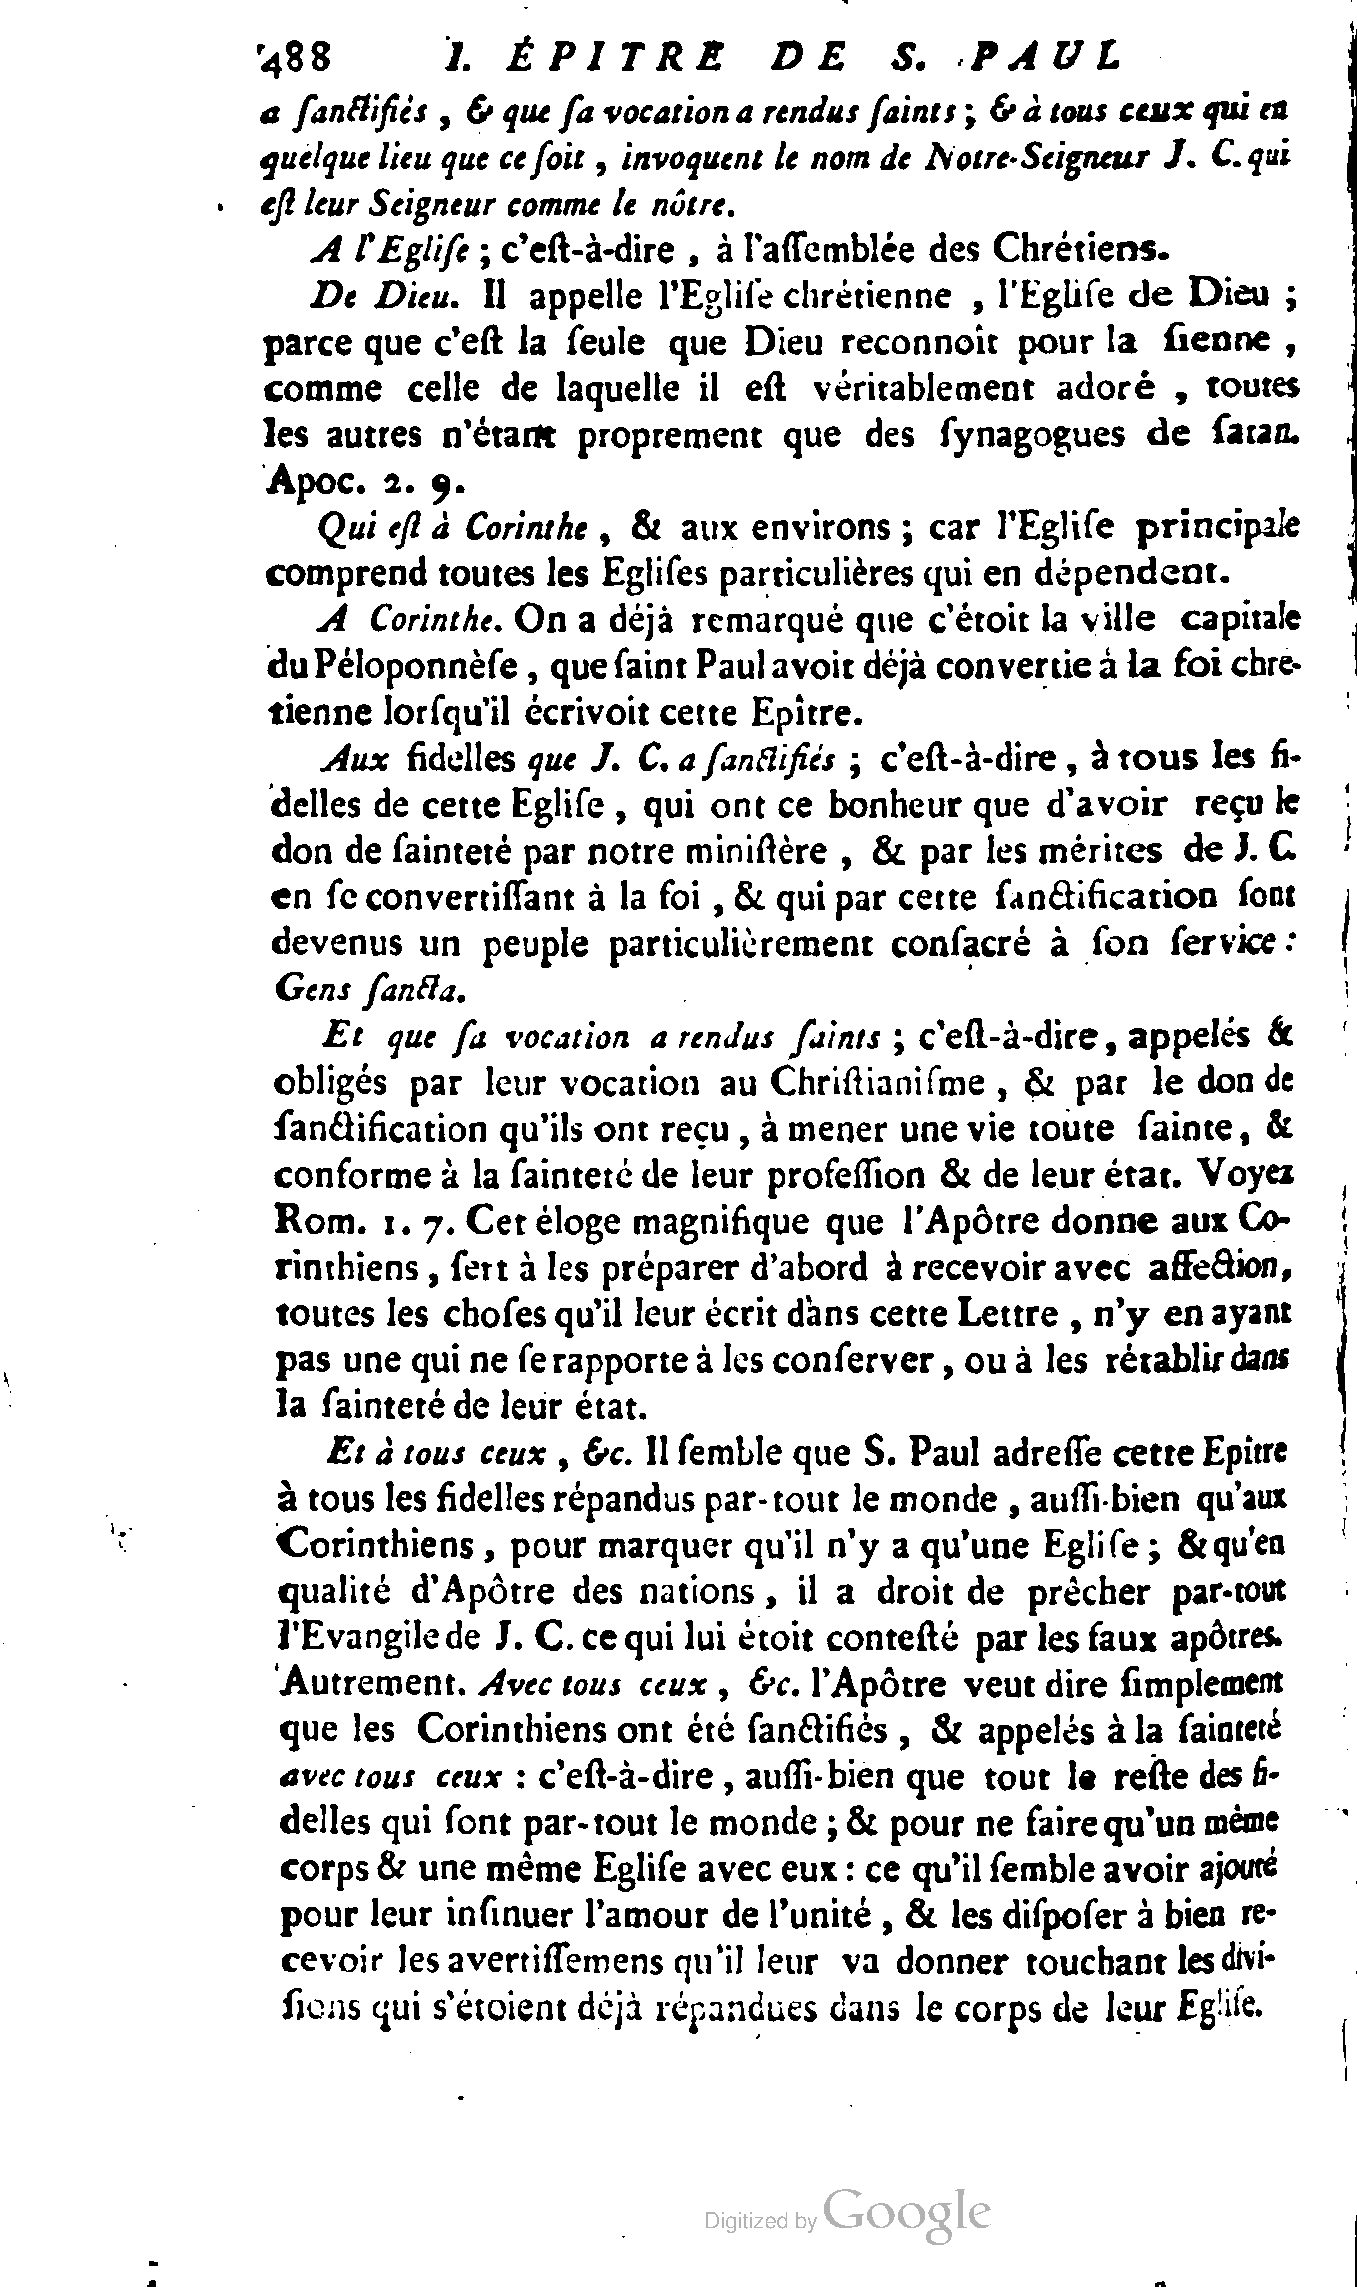 488 I. ÉPITRE DE S. PAUL
a ſanctifiés, & que ſa vocation a rendus ſaints; & à tous ceux qui en
quelque lieu que ce ſoit, invoquent le nom de Notre-Seigneur J. C. qui
eſt leur Seigneur comme le nôtre.
A l'Egliſe; c'eſt-à-dire, à l'aſſemblée des Chrétiens.
De Dieu. Il appelle l'Egliſe chrétienne, l'Egliſe de Dieu;
parce que c'eſt la ſeule que Dieu reconnoît pour la ſienne,
comme celle de laquelle il eſt véritablement adoré, toutes
les autres n'étant proprement que des ſynagogues de ſatan.
Apoc. 2. 9.
Qui eſt à Corinthe, & aux environs; car l'Egliſe principale
comprend toutes les Egliſes particulières qui en dépendent.
A Corinthe. On a déjà remarqué que c'étoit la ville capitale
du Péloponnèſe, que ſaint Paul avoit déjà convertie à la foi chre-
tienne lorſqu'il écrivoit cette Epître.
Aux fidelles que J. C. a ſanctifiés; c'eſt-à-dire, à tous les fi-
delles de cette Egliſe, qui ont ce bonheur que d'avoir reçu le
don de ſainteté par notre miniſtère, & par les mérites de J. C.
en ſe convertiſſant à la foi, & qui par cette ſanctification ſont
devenus un peuple particulièrement conſacré à ſon ſervice:
Gens ſancta.
Et que ſa vocation a rendus ſaints; c'eſt-à-dire, appelés &
obligés par leur vocation au Chriſtianiſme, & par le don de
ſanctification qu'ils ont reçu, à mener une vie toute ſainte, &
conforme à la ſainteté de leur profeſſion & de leur état. Voyez
Rom. 1. 7. Cet éloge magnifique que l'Apôtre donne aux Co-
rinthiens, ſert à les préparer d'abord à recevoir avec affection,
toutes les choſes qu'il leur écrit dans cette Lettre, n'y en ayant
pas une qui ne ſe rapporte à les conſerver, ou à les rétablir dans
la ſainteté de leur état.
Et à tous ceux, &c. Il ſemble que S. Paul adreſſe cette Epître
à tous les fidelles répandus par-tout le monde, auſſi-bien qu'aux
Corinthiens, pour marquer qu'il n'y a qu'une Egliſe; & qu'en
qualité d'Apôtre des nations, il a droit de prêcher par-tout
l'Evangile de J. C. ce qui lui étoit conteſté par les faux apôtres.
Autrement. Avec tous ceux, &c. l'Apôtre veut dire ſimplement
que les Corinthiens ont été ſanctifiés, & appelés à la ſainteté
avec tous ceux : c'eſt-à-dire, auſſi-bien que tout le reſte des fi-
delles qui ſont par-tout le monde; & pour ne faire qu'un même
corps & une même Egliſe avec eux : ce qu'il ſemble avoir ajouté
pour leur inſinuer l'amour de l'unité, & les diſpoſer à bien re-
cevoir les avertiſſemens qu'il leur va donner touchant les divi-
ſions qui s'étoient déjà répandues dans le corps de leur Egliſe.
Digitized by Google